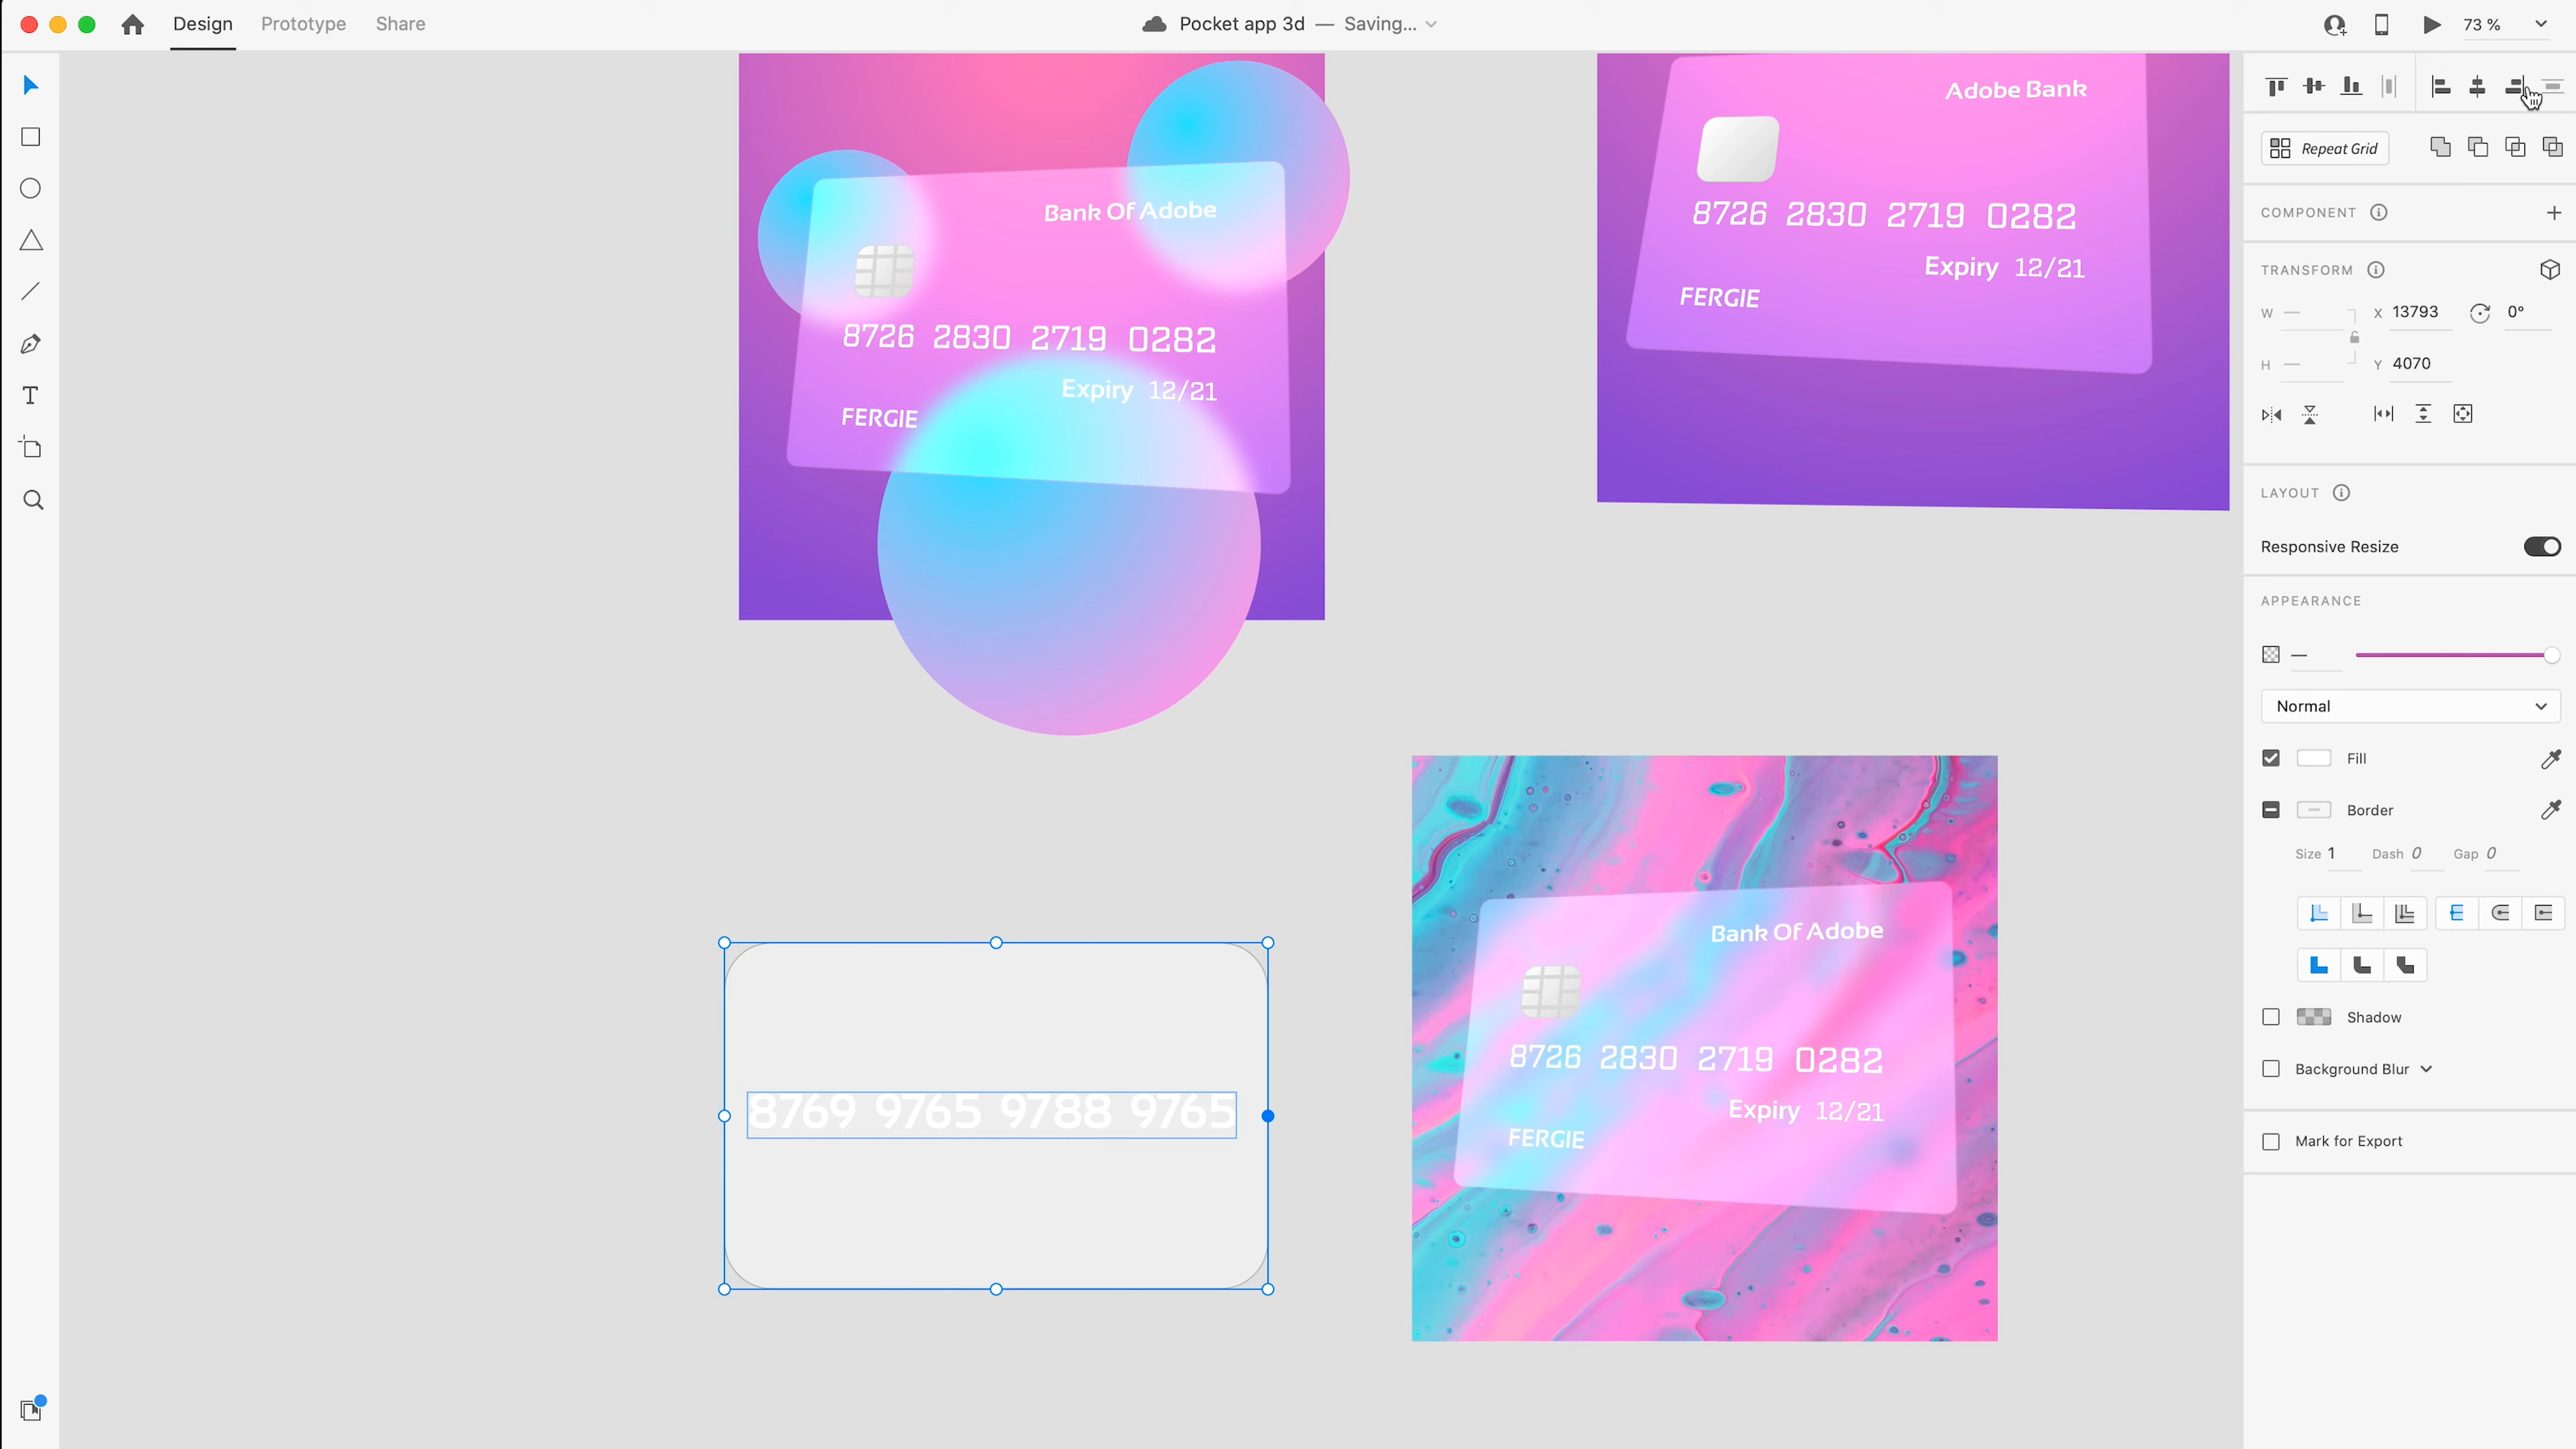 Design Prototype Share
Pocket app 3d — Saving...
73 %
Bank Of Adobe
8726 2830 2719 0282
Expiry 12/21
FERGIE
Adobe Bank
8726 2830 2719 0282
Expiry 12/21
FERGIE
8769 9765 9788 9765
Bank Of Adobe
8726 2830 2719 0282
Expiry 12/21
FERGIE
Repeat Grid
COMPONENT
TRANSFORM
W — X 13793 0°
H — Y 4070
LAYOUT
Responsive Resize
APPEARANCE
—
Normal
Fill
Border
Size 1 Dash 0 Gap 0
Shadow
Background Blur
Mark for Export